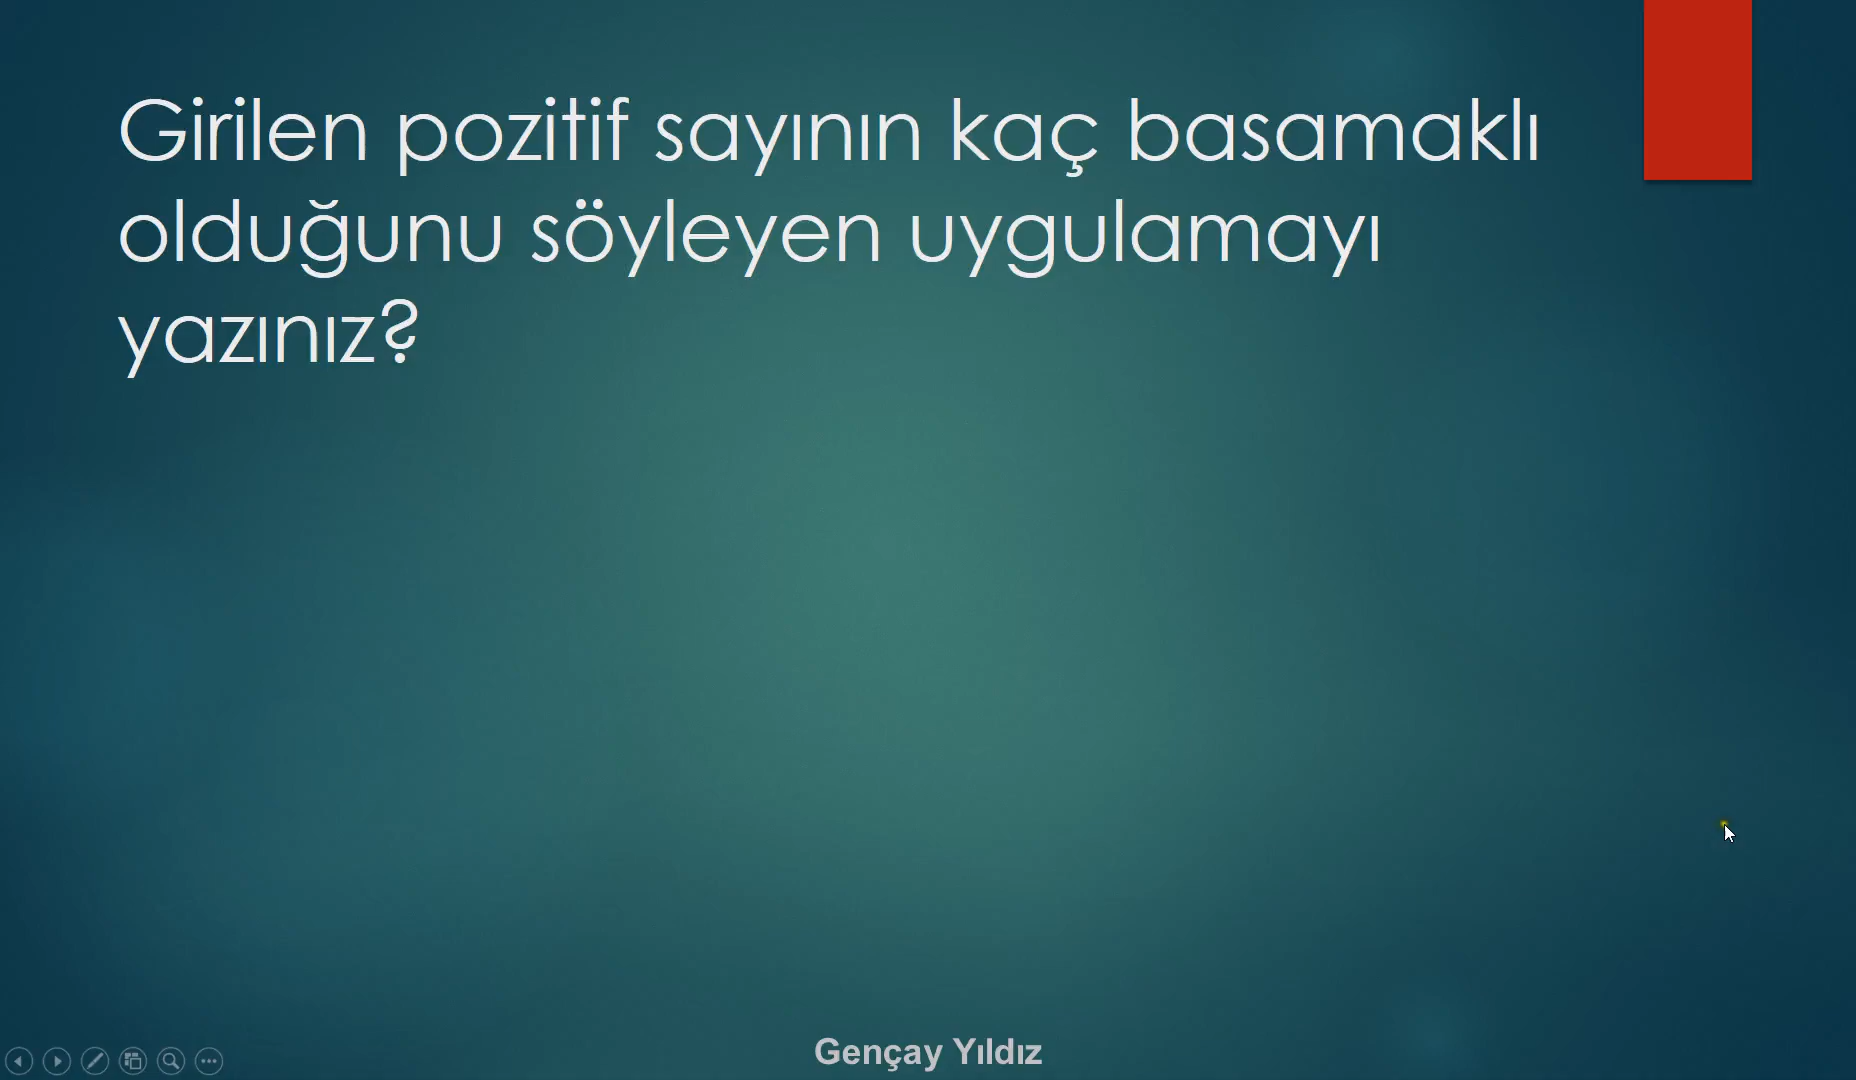 Girilen pozitif sayının kaç basamaklı
olduğunu söyleyen uygulamayı
yazınız?
Gençay Yıldız